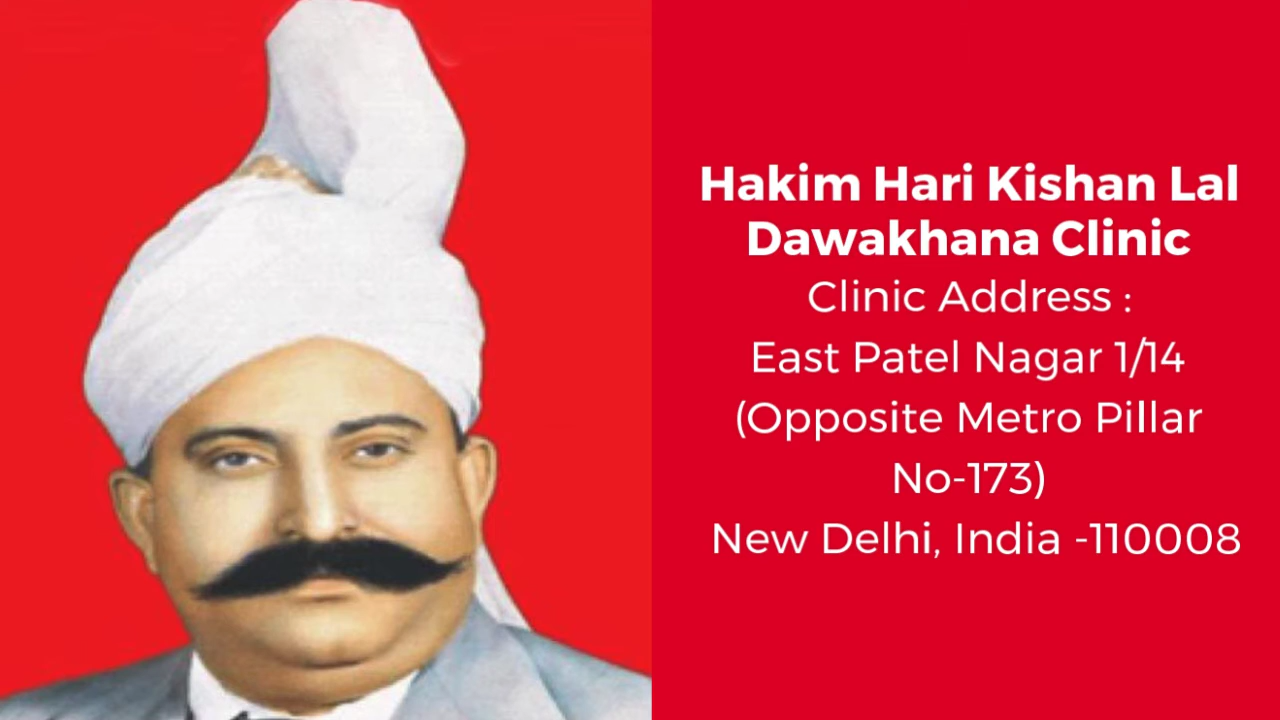 Hakim Hari Kishan Lal
Dawakhana Clinic
Clinic Address :
East Patel Nagar 1/14
(Opposite Metro Pillar
No-173)
New Delhi, India -110008